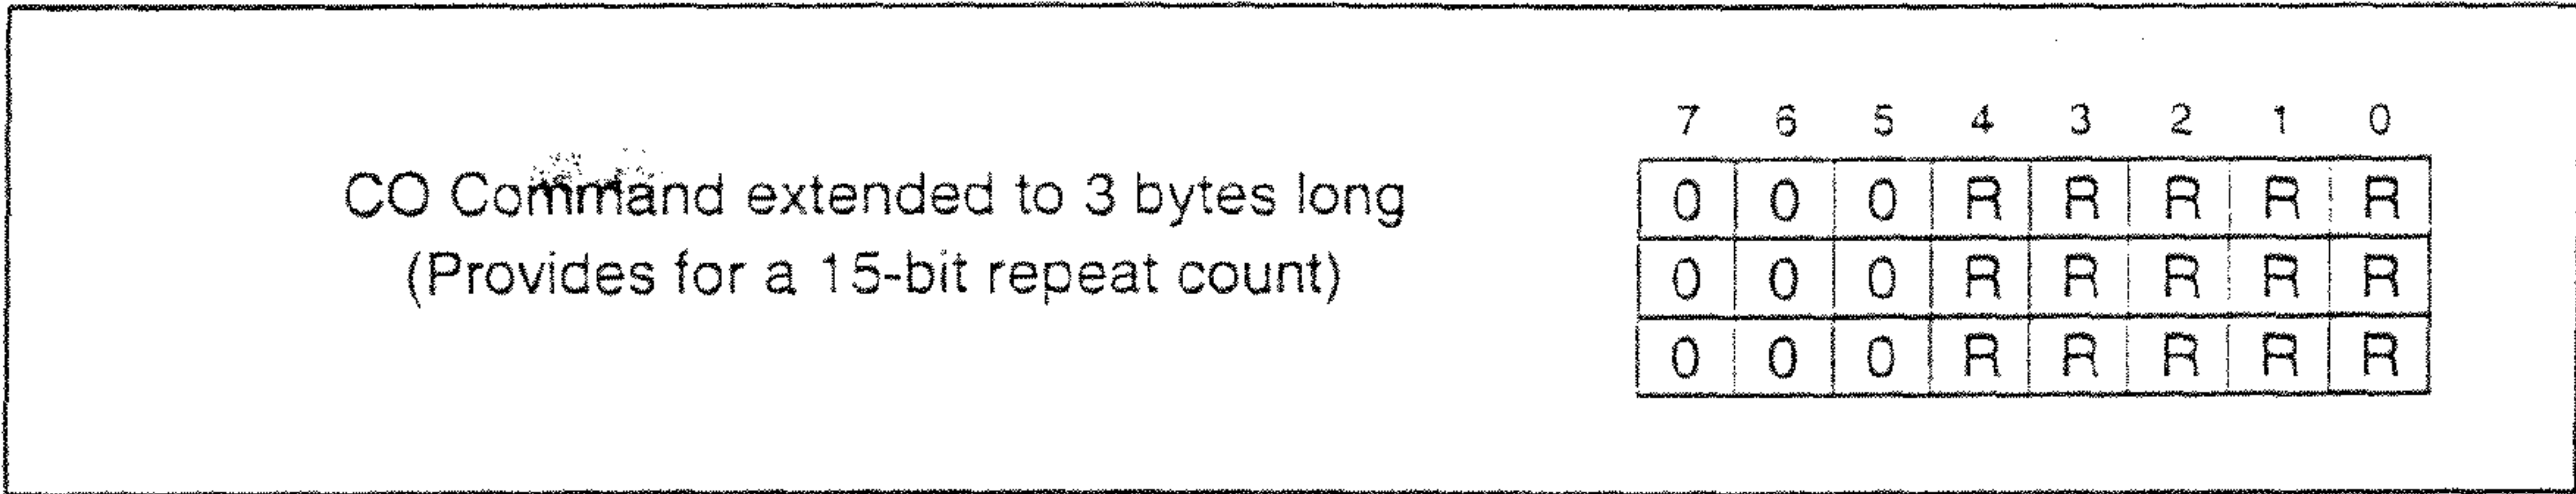 7 6 5 4 3 2 1 0
CO Command extended to 3 bytes long
(Provides for a 15-bit repeat count)
0 0 0 R R R R R
0 0 0 R R R R R
0 0 0 R R R R R